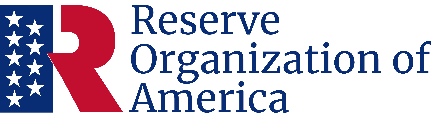 R Reserve
Organization of
America